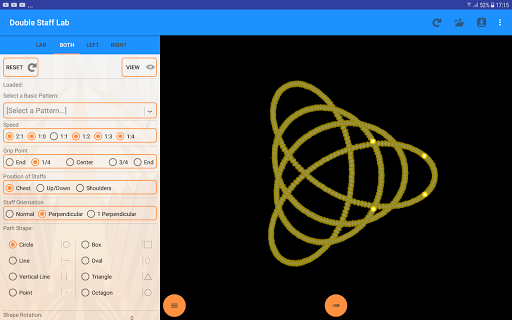 52% 17:15
Double Staff Lab
LAB BOTH LEFT RIGHT
RESET VIEW
Loaded:
Select a Basic Pattern:
[Select a Pattern...]
Speed
2:1 1:0 1:1 1:2 1:3 1:4
Grip Point
End 1/4 Center 3/4 End
Position of Staffs
Chest Up/Down Shoulders
Staff Orientation
Normal Perpendicular 1 Perpendicular
Path Shape:
Circle Box
Line Oval
Vertical Line Triangle
Point Octagon
Shape Rotation: 0